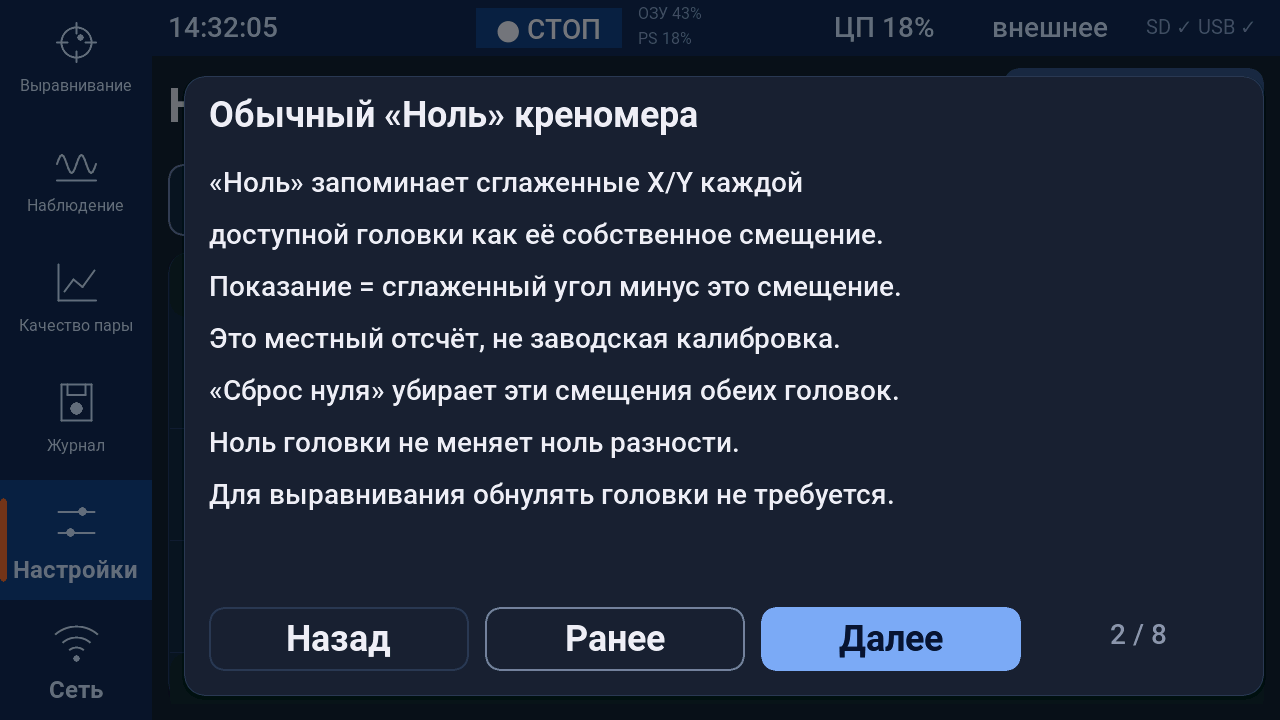 14:32:05
СТОП
ОЗУ 43%
PS 18%
ЦП 18%
внешнее
SD ✓ USB ✓
Выравнивание
Наблюдение
Качество пары
Журнал
Настройки
Сеть
Обычный «Ноль» креномера
«Ноль» запоминает сглаженные X/Y каждой
доступной головки как её собственное смещение.
Показание = сглаженный угол минус это смещение.
Это местный отсчёт, не заводская калибровка.
«Сброс нуля» убирает эти смещения обеих головок.
Ноль головки не меняет ноль разности.
Для выравнивания обнулять головки не требуется.
Назад
Ранее
Далее
2 / 8